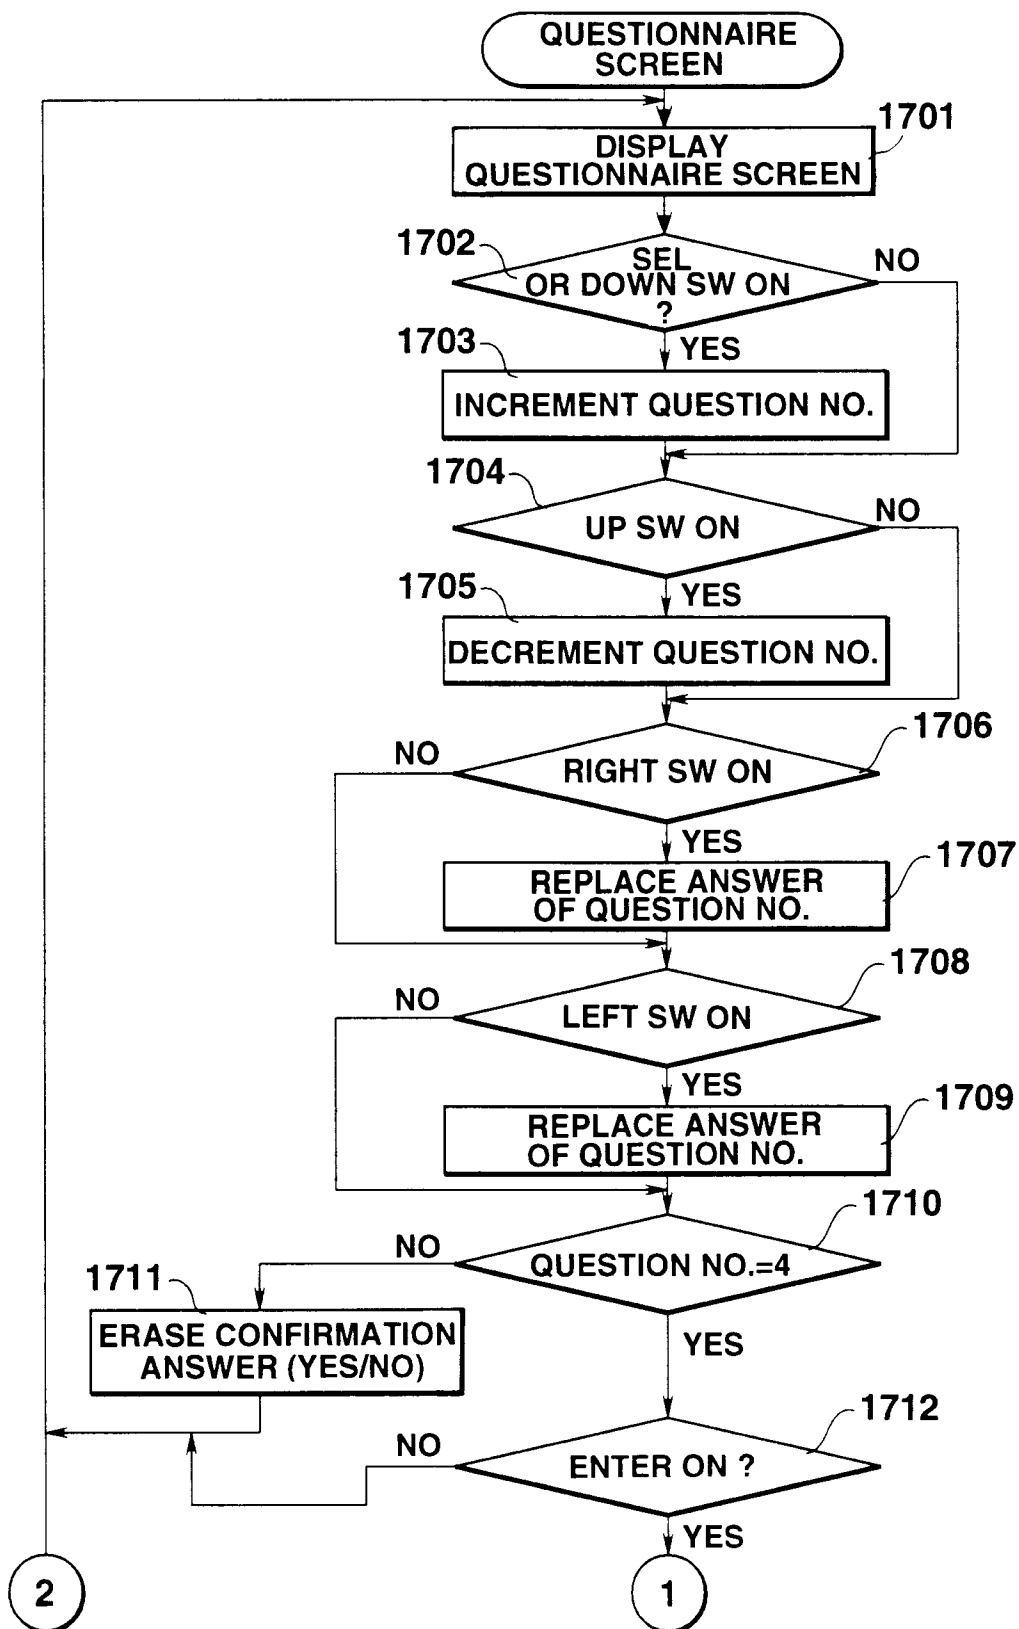 QUESTIONNAIRE
SCREEN
1701
DISPLAY
QUESTIONNAIRE SCREEN
1702
SEL
OR DOWN SW ON
?
NO
YES
1703
INCREMENT QUESTION NO.
1704
UP SW ON
NO
YES
1705
DECREMENT QUESTION NO.
1706
NO
RIGHT SW ON
YES
1707
REPLACE ANSWER
OF QUESTION NO.
1708
NO
LEFT SW ON
YES
1709
REPLACE ANSWER
OF QUESTION NO.
1710
NO
QUESTION NO.=4
YES
1711
ERASE CONFIRMATION
ANSWER (YES/NO)
1712
NO
ENTER ON ?
YES
2
1